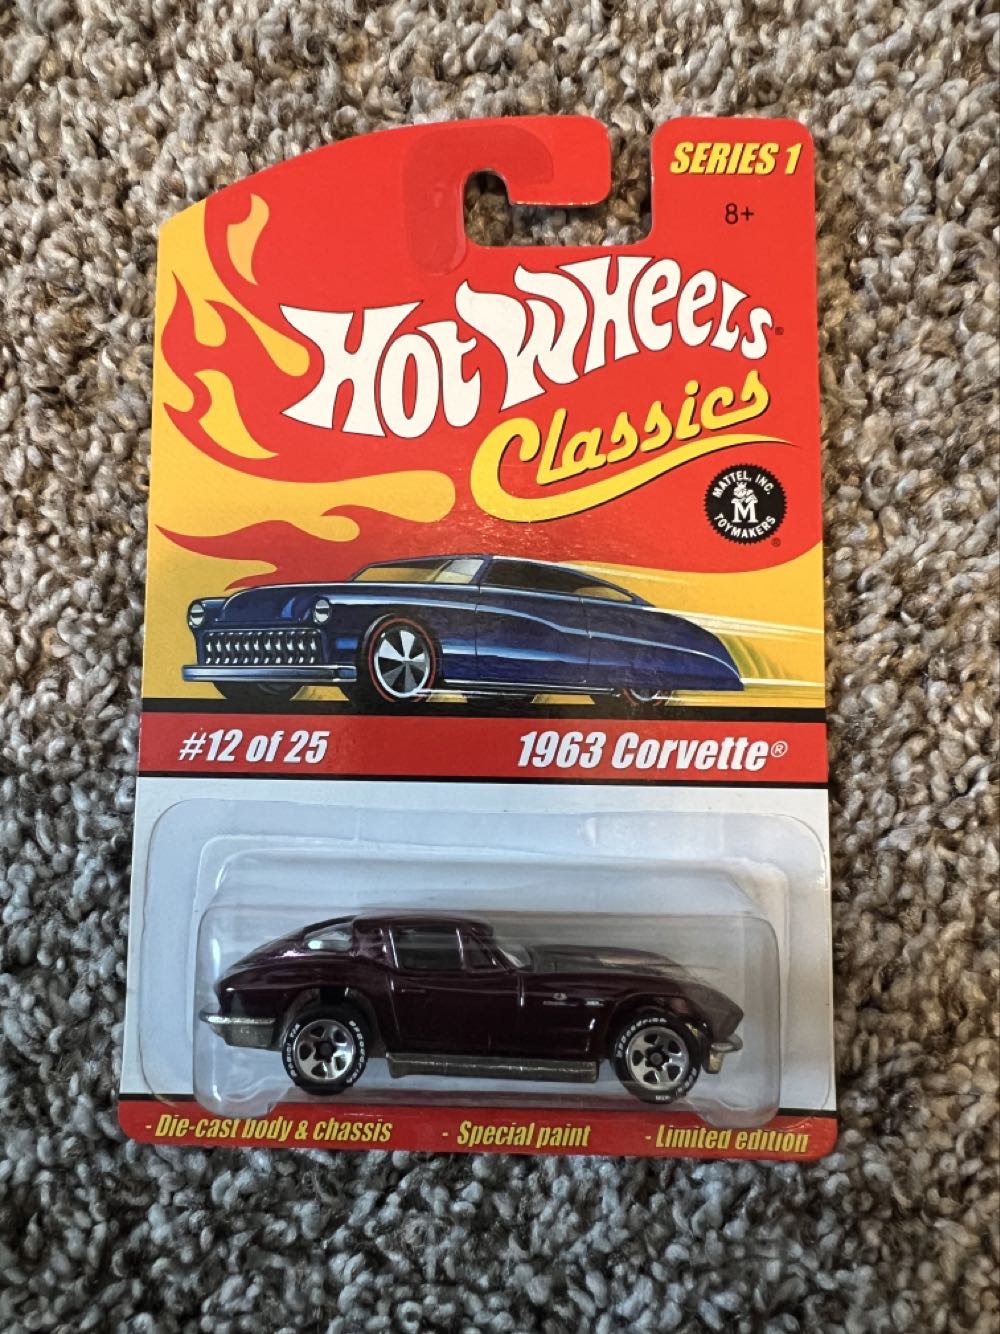 SERIES 1
8+
Hot Wheels®
Classics
MATTEL, INC.
M
TOYMAKERS
®
#12 of 25
1963 Corvette®
- Die-cast body & chassis
- Special paint
- Limited edition